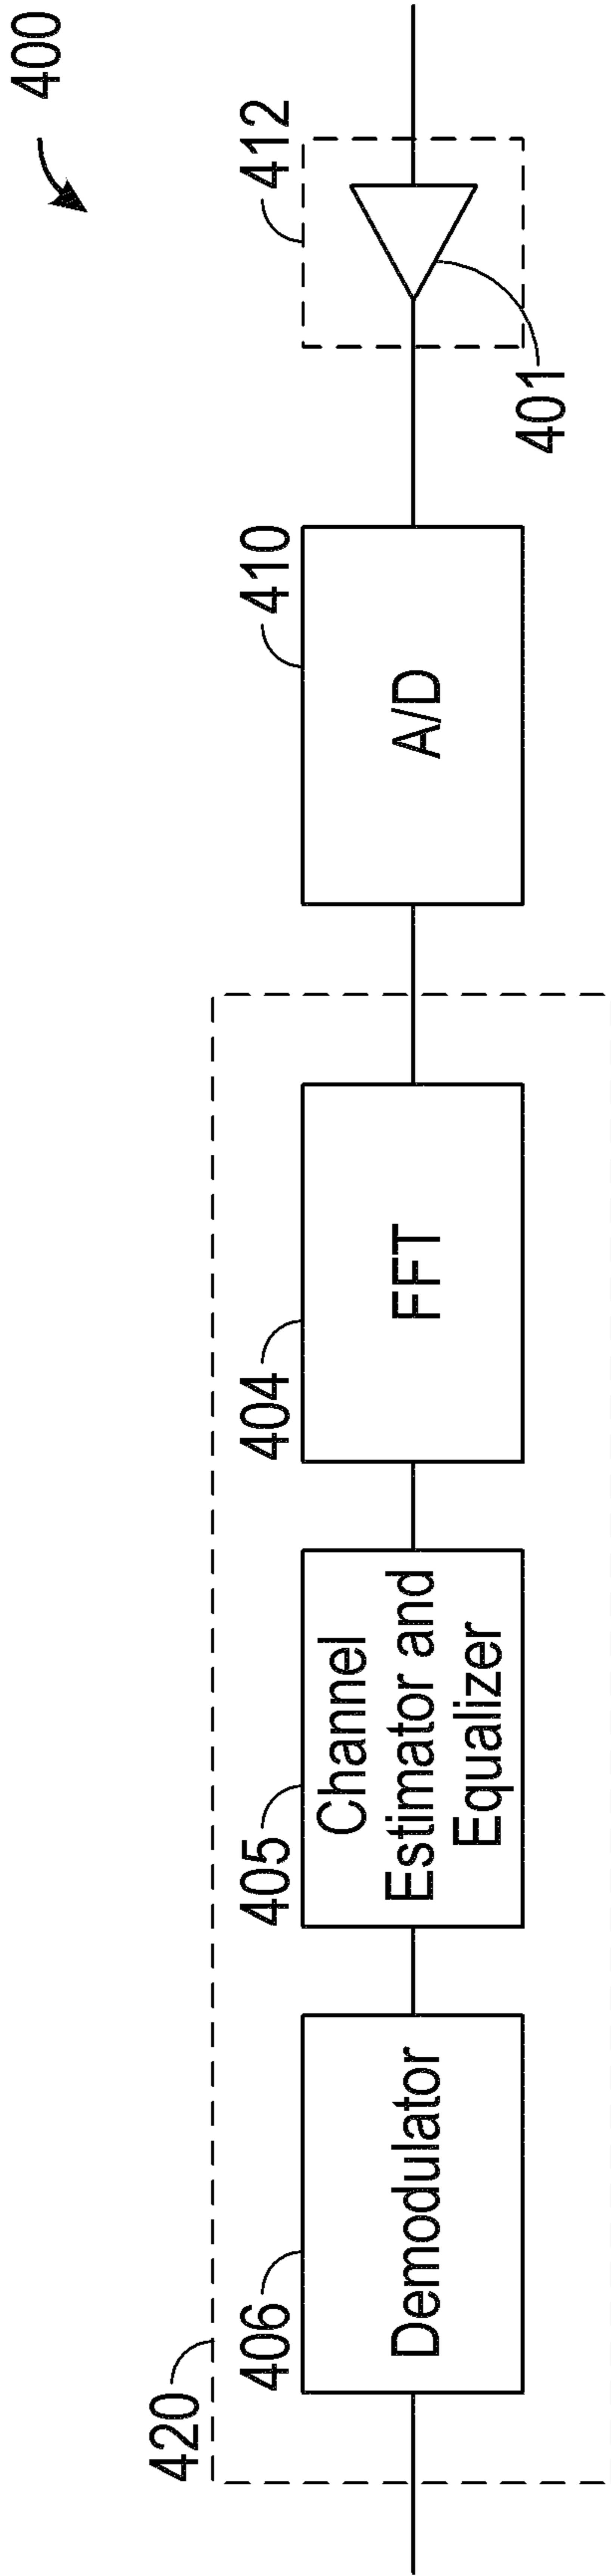 400
420
406
405
404
410
412
Demodulator
Channel
Estimator and
Equalizer
FFT
A/D
401